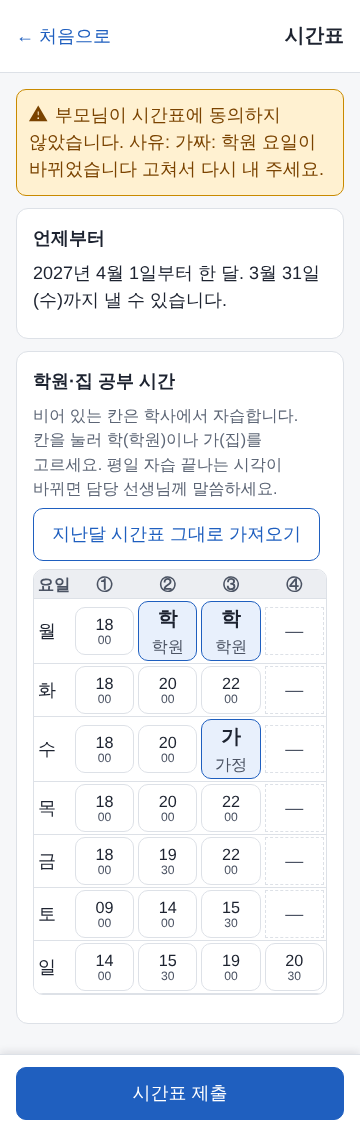 ← 처음으로
시간표
⚠ 부모님이 시간표에 동의하지
않았습니다. 사유: 가짜: 학원 요일이
바뀌었습니다 고쳐서 다시 내 주세요.
언제부터
2027년 4월 1일부터 한 달. 3월 31일
(수)까지 낼 수 있습니다.
학원·집 공부 시간
비어 있는 칸은 학사에서 자습합니다.
칸을 눌러 학(학원)이나 가(집)를
고르세요. 평일 자습 끝나는 시각이
바뀌면 담당 선생님께 말씀하세요.
지난달 시간표 그대로 가져오기
요일 ① ② ③ ④
월 18 00 학 학원 학 학원 —
화 18 00 20 00 22 00 —
수 18 00 20 00 가 가정 —
목 18 00 20 00 22 00 —
금 18 00 19 30 22 00 —
토 09 00 14 00 15 30 —
일 14 00 15 30 19 00 20 30
시간표 제출